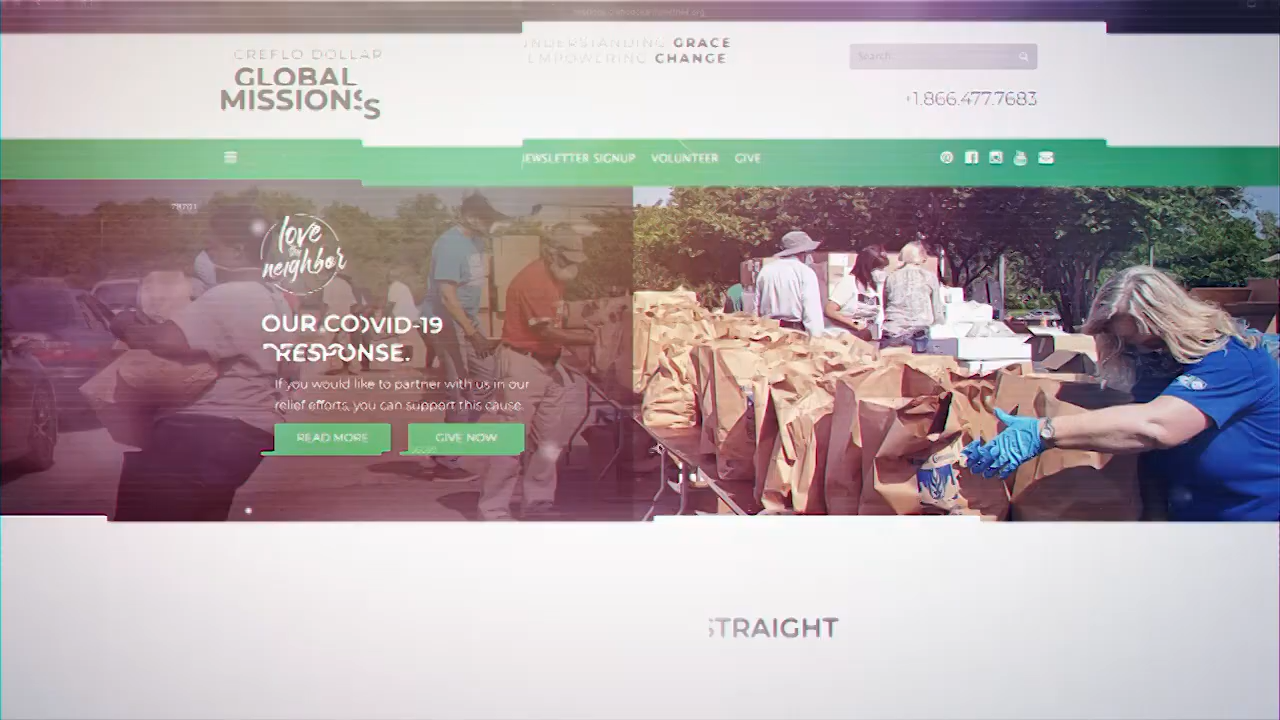 CREFLO DOLLAR
GLOBAL
MISSIONS
UNDERSTANDING GRACE
EMPOWERING CHANGE
Search
+1.866.477.7683
NEWSLETTER SIGNUP VOLUNTEER GIVE
love
neighbor
OUR COVID-19
RESPONSE.
If you would like to partner with us in our
relief efforts, you can support this cause.
READ MORE GIVE NOW
STRAIGHT